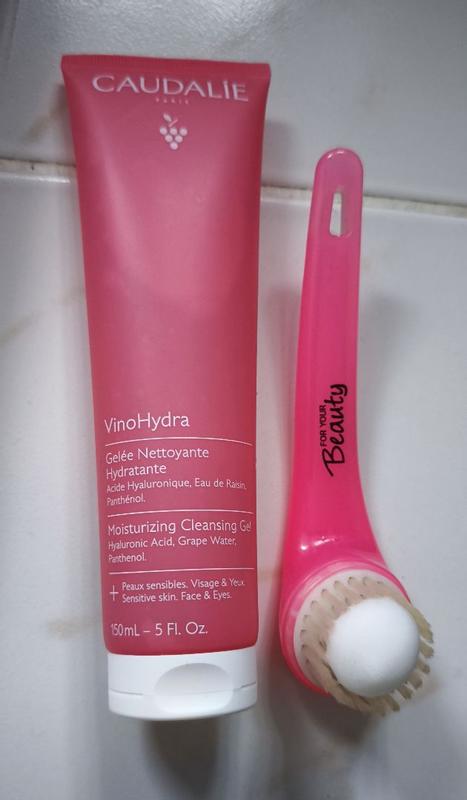 CAUDALÍE
PARIS
VinoHydra
Gelée Nettoyante
Hydratante
Acide Hyaluronique, Eau de Raisin,
Panthénol.
Moisturizing Cleansing Gel
Hyaluronic Acid, Grape Water,
Panthenol.
+ Peaux sensibles. Visage & Yeux.
Sensitive skin. Face & Eyes.
150mL – 5 Fl. Oz.
FOR YOUR
Beauty